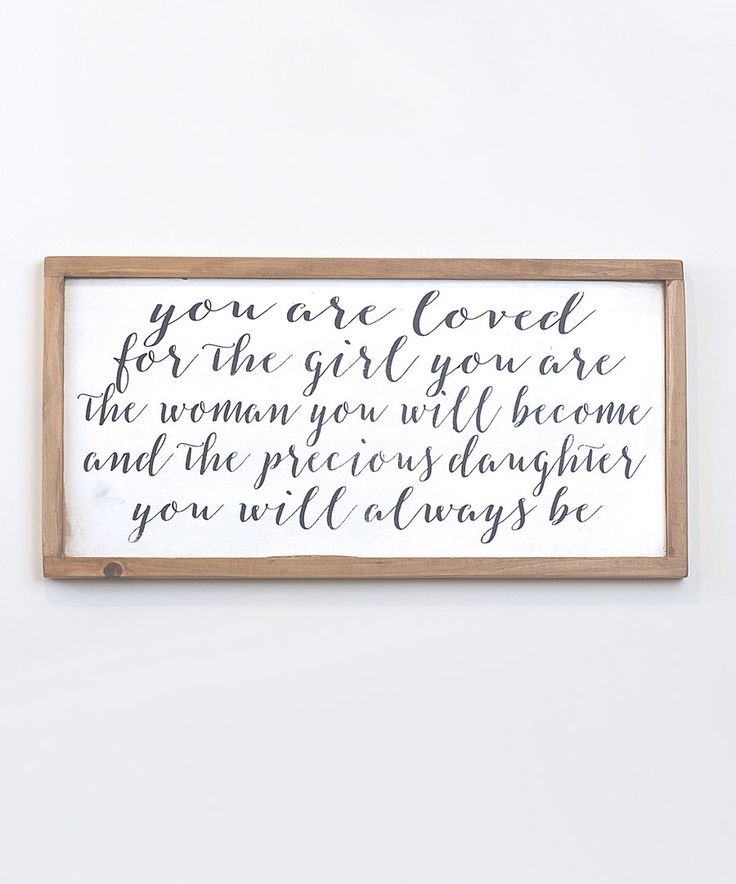 you are loved
for the girl you are
the woman you will become
and the precious daughter
you will always be